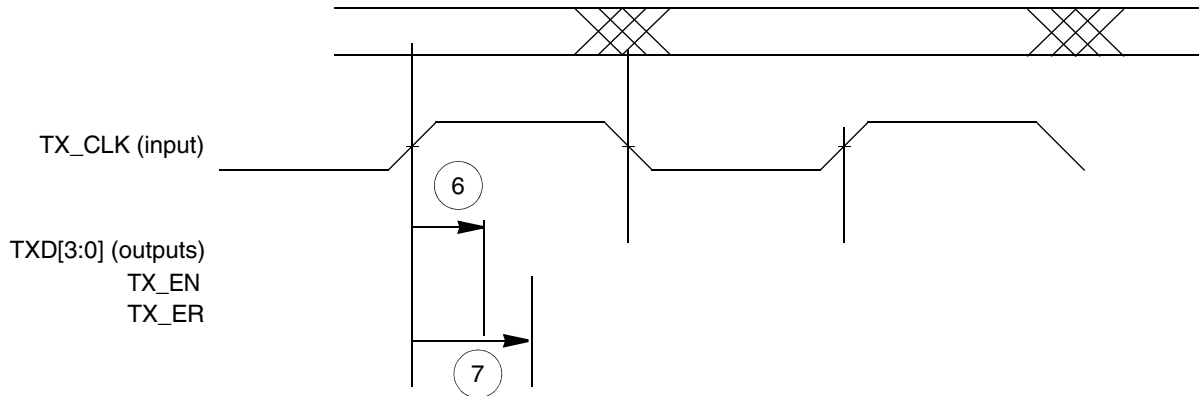 TX_CLK (input)
6
TXD[3:0] (outputs)
TX_EN
TX_ER
7